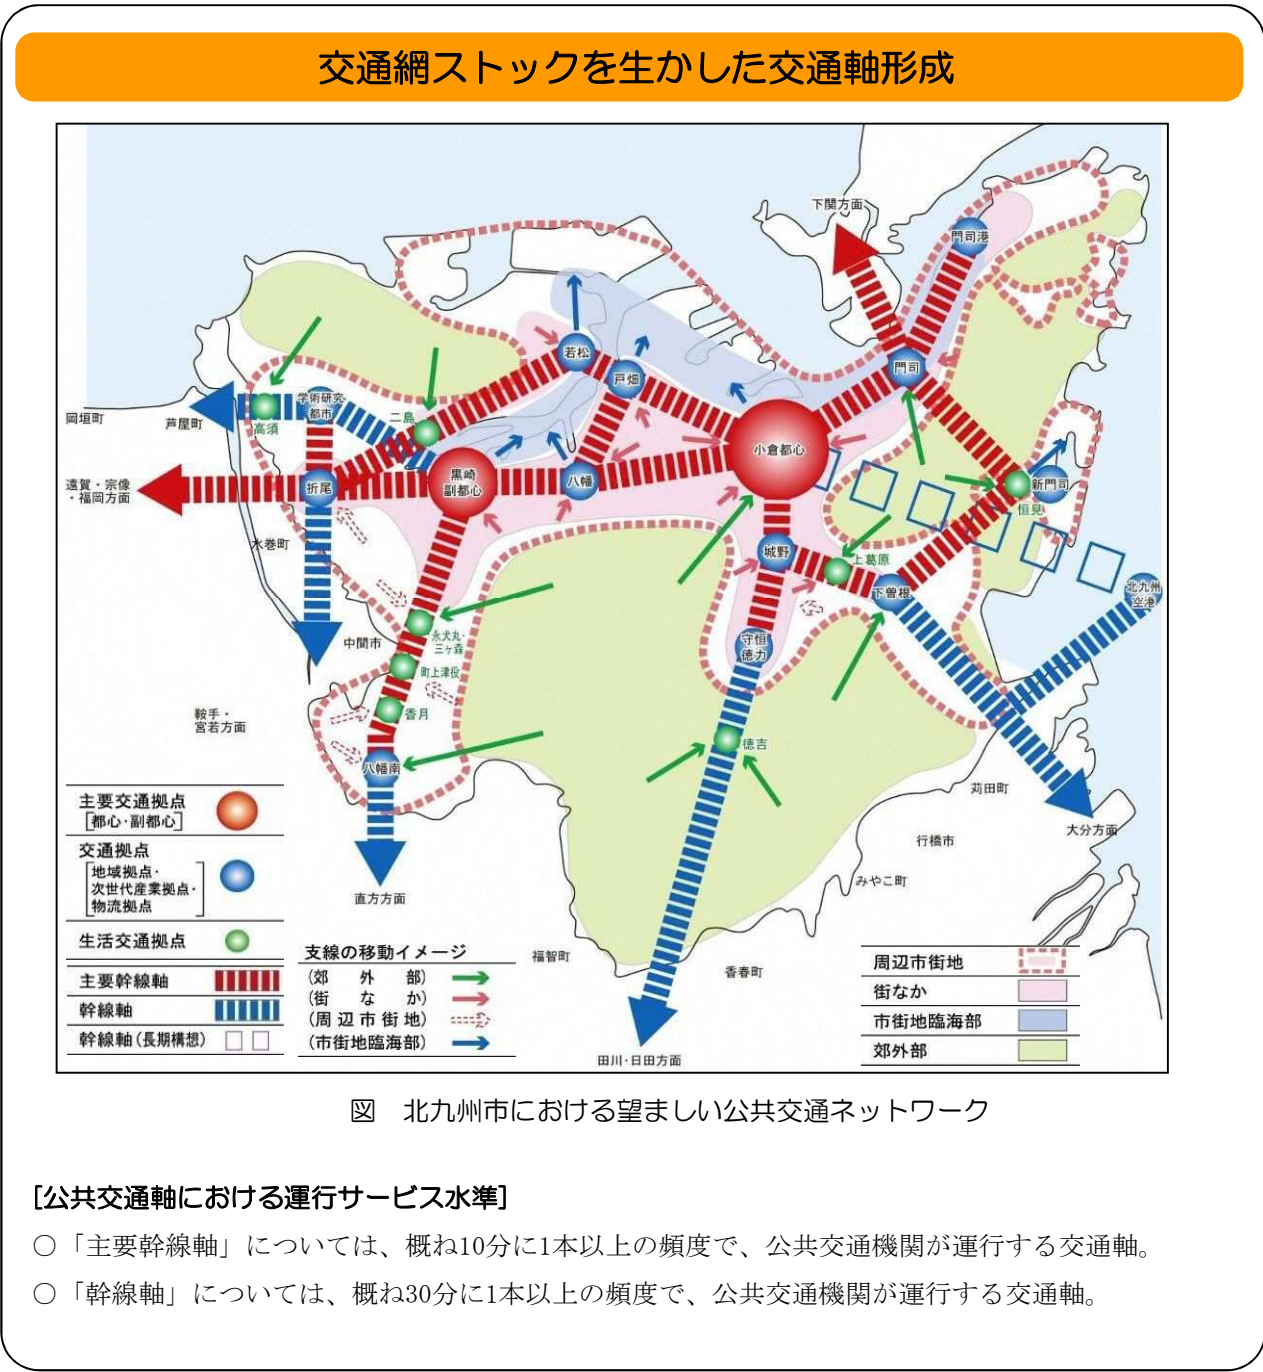 交通網ストックを生かした交通軸形成
下関方面
門司港
若松
門司
戸畑
学術研究
都市
岡垣町
芦屋町
高須
二島
小倉都心
黒崎
副都心
八幡
遠賀・宗像
・福岡方面
折尾
新門司
恒見
水巻町
城野
上葛原
下曽根
北九州
空港
中間市
永犬丸・
三ヶ森
守恒
徳力
町上津役
鞍手・
宮若方面
香月
徳吉
八幡南
苅田町
大分方面
行橋市
みやこ町
直方方面
福智町
香春町
田川・日田方面
主要交通拠点
[都心・副都心]
交通拠点
[地域拠点・
次世代産業拠点・
物流拠点]
生活交通拠点
主要幹線軸
幹線軸
幹線軸(長期構想)
支線の移動イメージ
(郊外部)
(街なか)
(周辺市街地)
(市街地臨海部)
周辺市街地
街なか
市街地臨海部
郊外部
図 北九州市における望ましい公共交通ネットワーク
[公共交通軸における運行サービス水準]
○「主要幹線軸」については、概ね10分に1本以上の頻度で、公共交通機関が運行する交通軸。
○「幹線軸」については、概ね30分に1本以上の頻度で、公共交通機関が運行する交通軸。